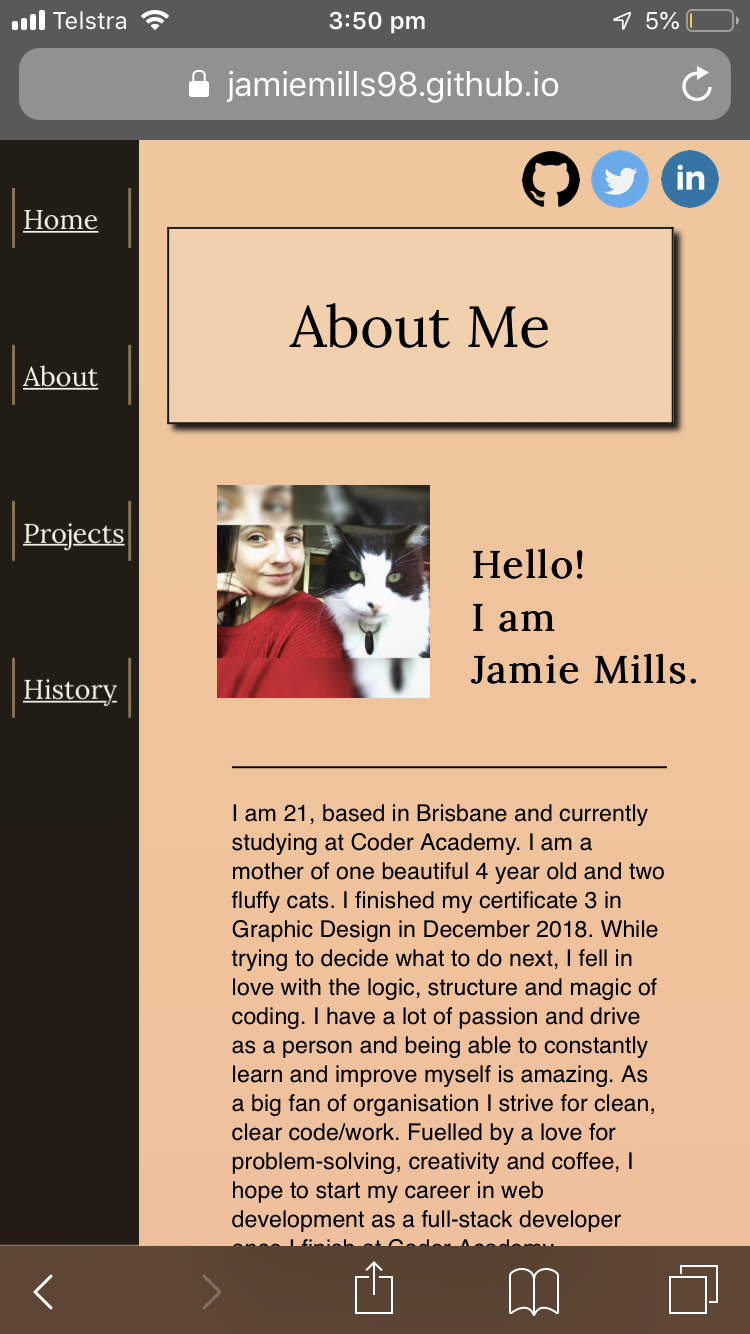 Telstra 3:50 pm 5%
jamiemills98.github.io
in
Home
About
Projects
History
About Me
Hello!
I am
Jamie Mills.
I am 21, based in Brisbane and currently
studying at Coder Academy. I am a
mother of one beautiful 4 year old and two
fluffy cats. I finished my certificate 3 in
Graphic Design in December 2018. While
trying to decide what to do next, I fell in
love with the logic, structure and magic of
coding. I have a lot of passion and drive
as a person and being able to constantly
learn and improve myself is amazing. As
a big fan of organisation I strive for clean,
clear code/work. Fuelled by a love for
problem-solving, creativity and coffee, I
hope to start my career in web
development as a full-stack developer
once I finish at Coder Academy.